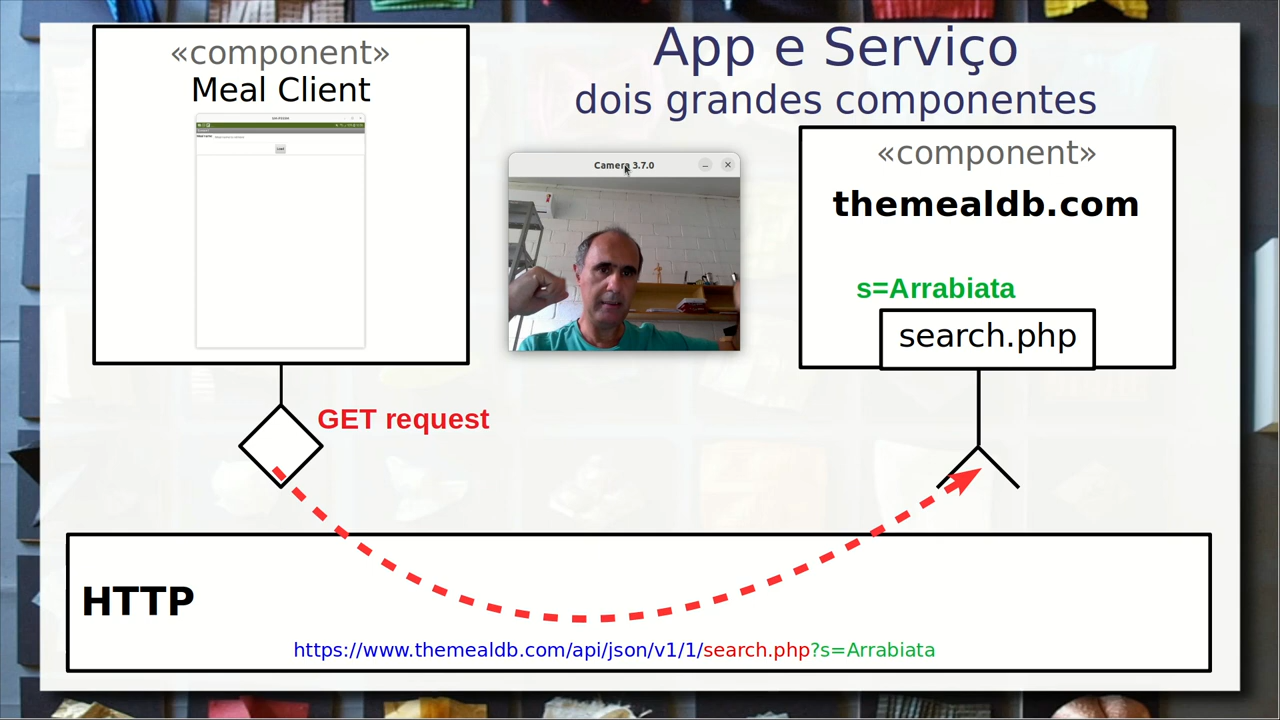 «component»
Meal Client
App e Serviço
dois grandes componentes
Camera 3.7.0
«component»
themealdb.com
s=Arrabiata
search.php
GET request
HTTP
https://www.themealdb.com/api/json/v1/1/search.php?s=Arrabiata